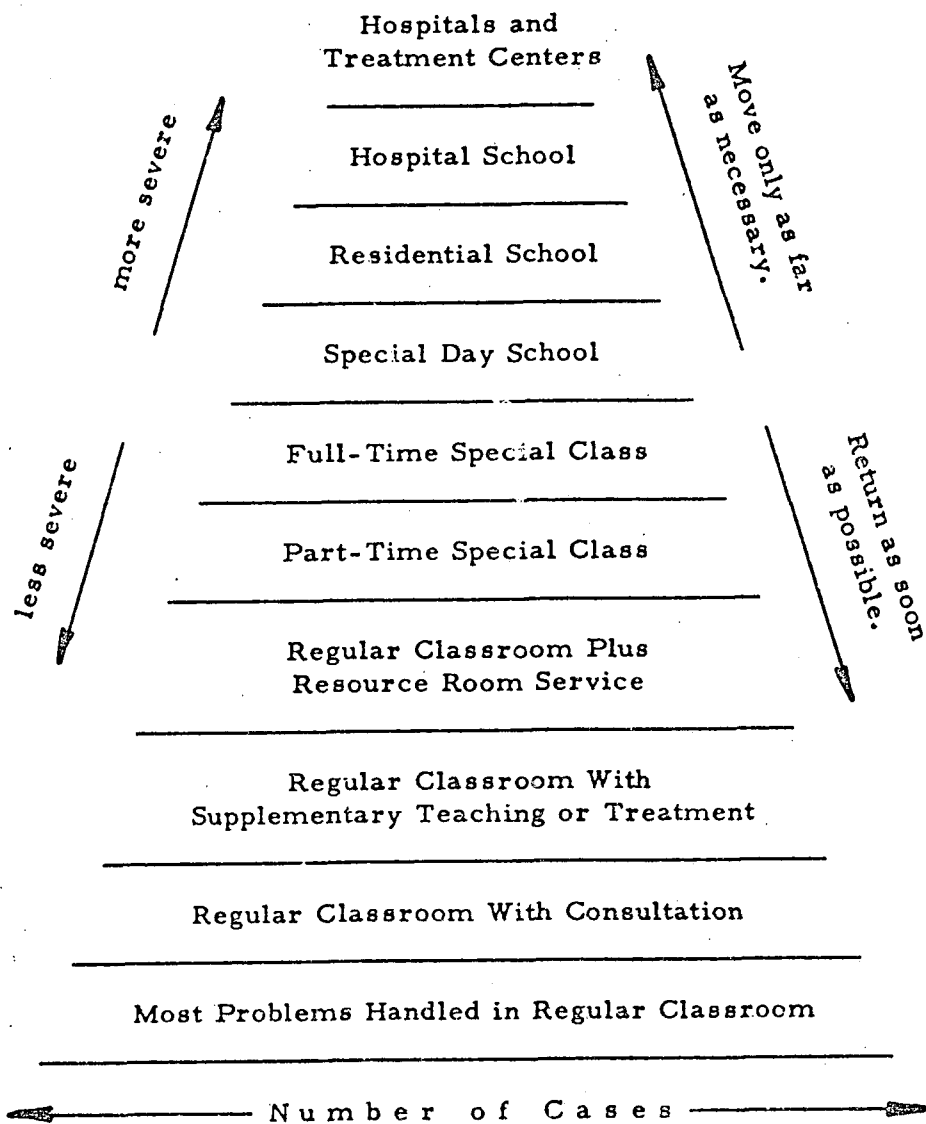 Hospitals and
Treatment Centers
more severe
Move only as far
as necessary.
Hospital School
Residential School
Special Day School
less severe
Return as soon
as possible.
Full-Time Special Class
Part-Time Special Class
Regular Classroom Plus
Resource Room Service
Regular Classroom With
Supplementary Teaching or Treatment
Regular Classroom With Consultation
Most Problems Handled in Regular Classroom
Number of Cases